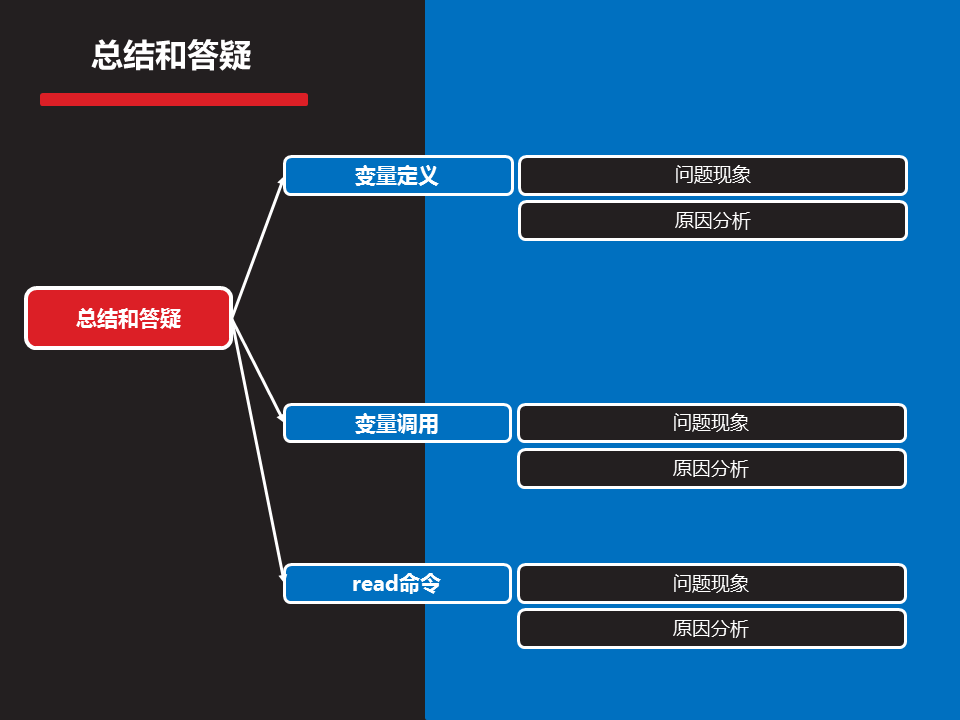 总结和答疑
变量定义
问题现象
原因分析
总结和答疑
变量调用
问题现象
原因分析
read命令
问题现象
原因分析